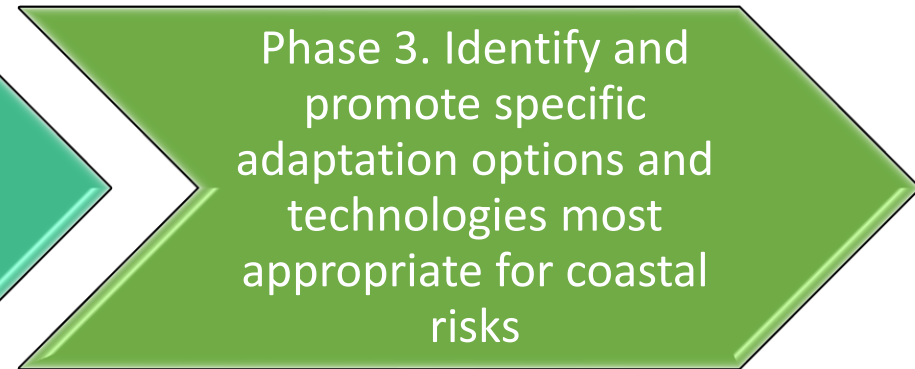 Phase 3. Identify and
promote specific
adaptation options and
technologies most
appropriate for coastal
risks